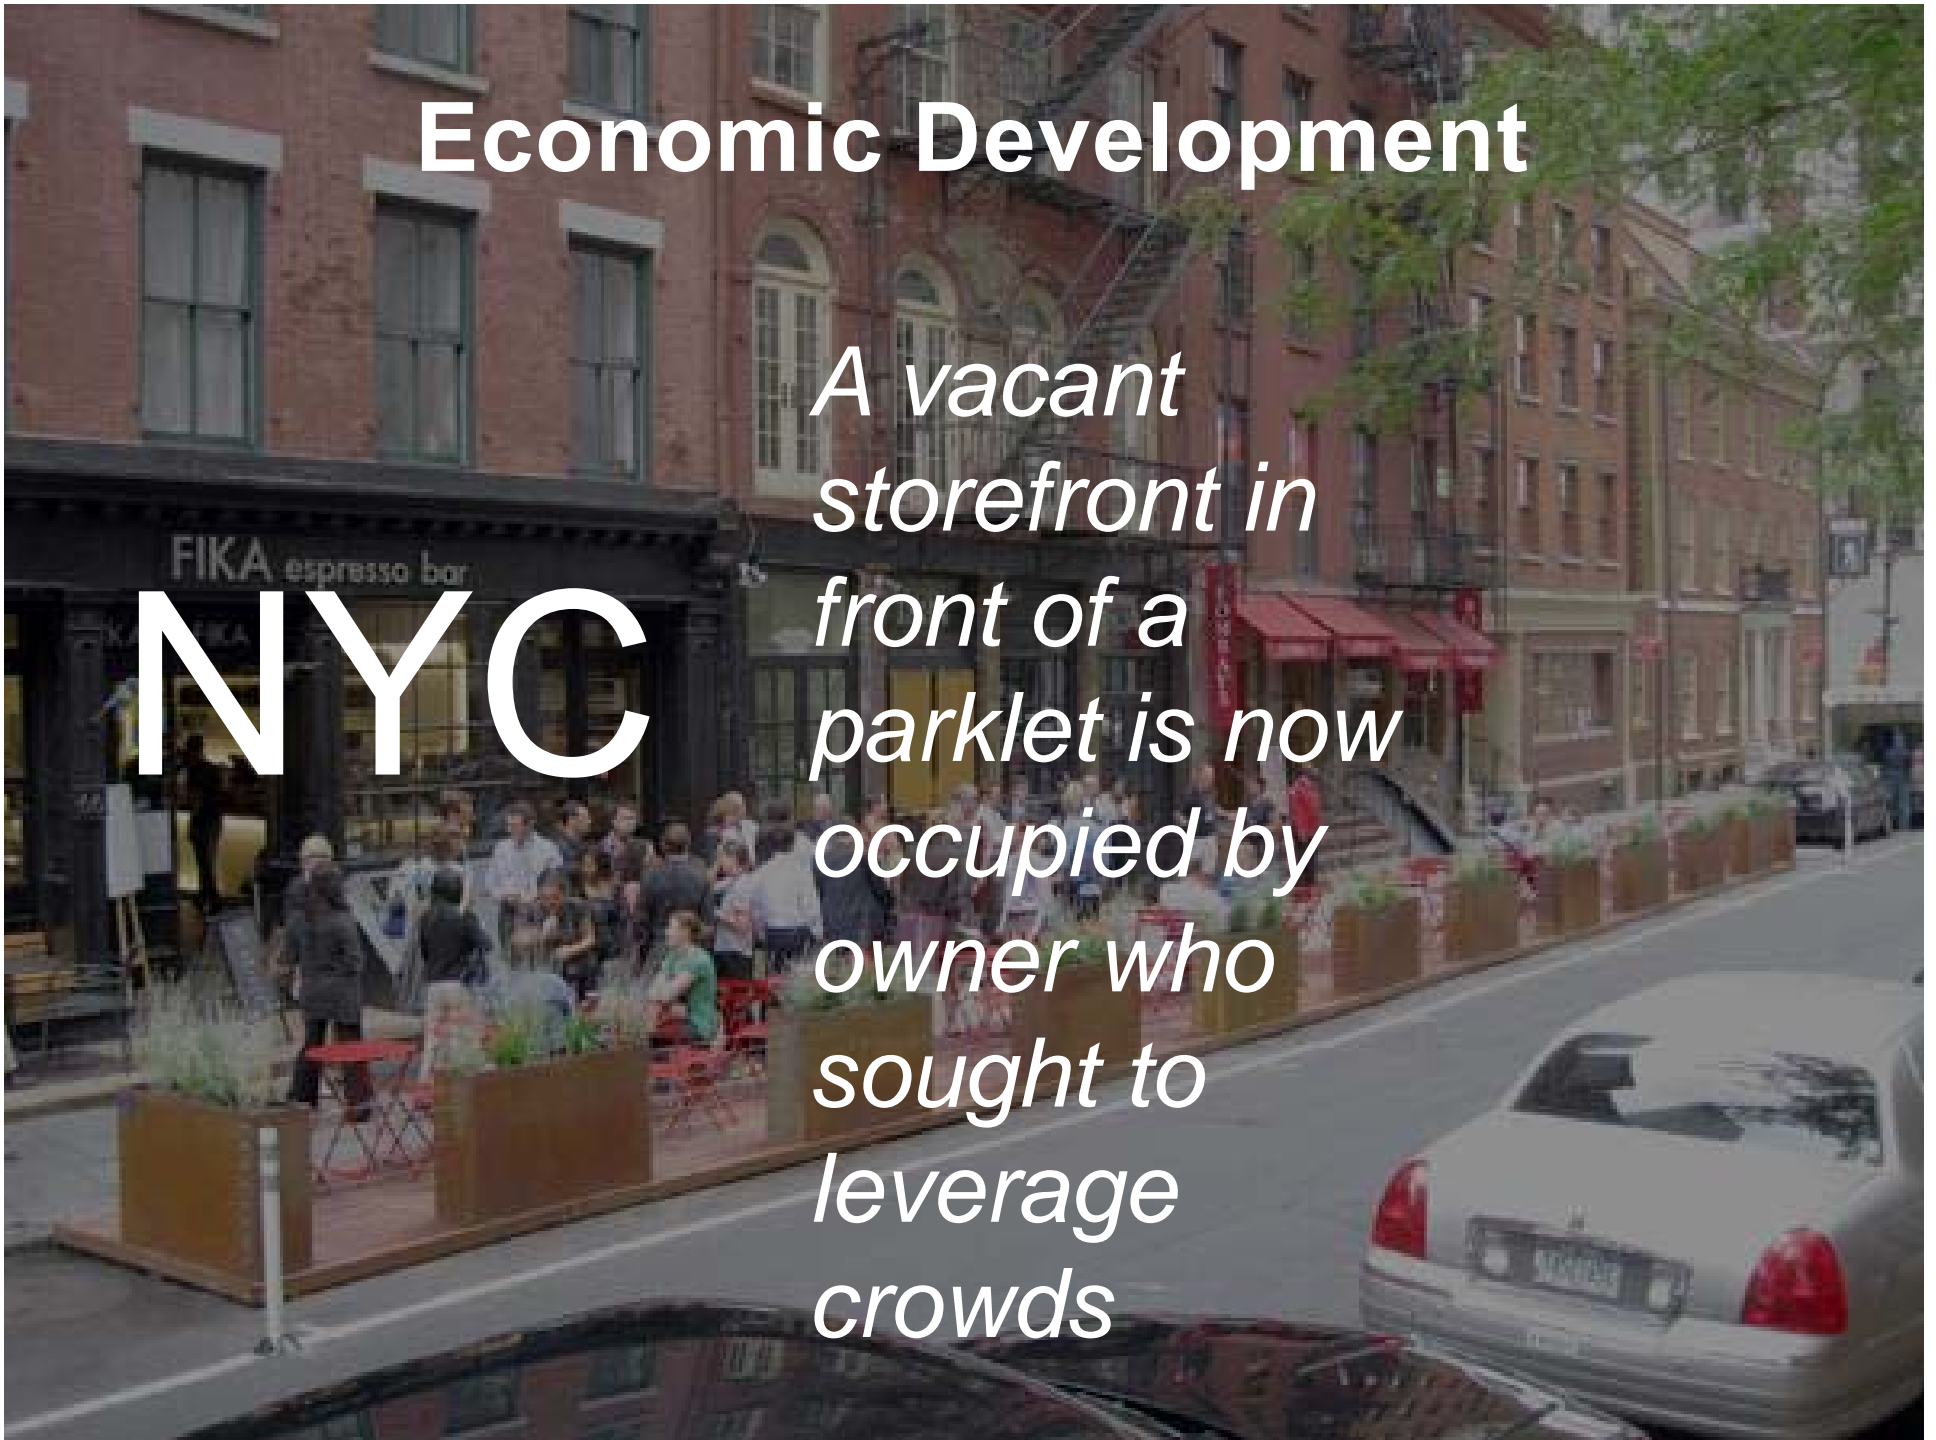 Economic Development
A vacant
storefront in
front of a
parklet is now
occupied by
owner who
sought to
leverage
crowds
NYC
FIKA espresso bar